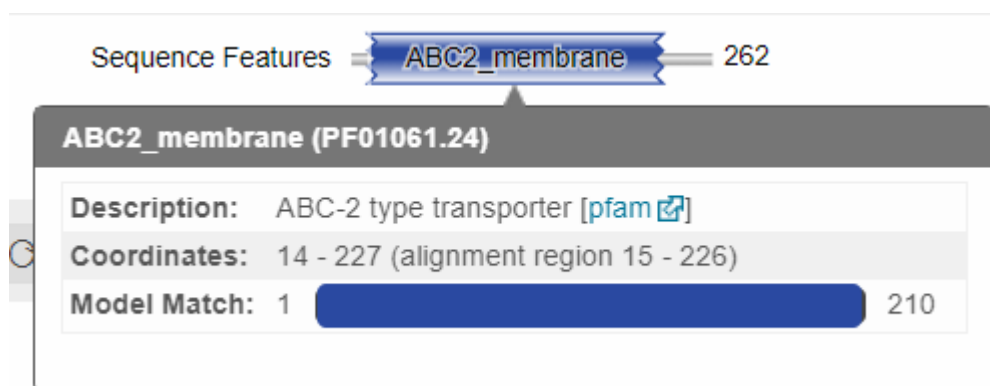 Sequence Features ABC2_membrane 262
ABC2_membrane (PF01061.24)
Description: ABC-2 type transporter [pfam]
Coordinates: 14 - 227 (alignment region 15 - 226)
Model Match: 1 210